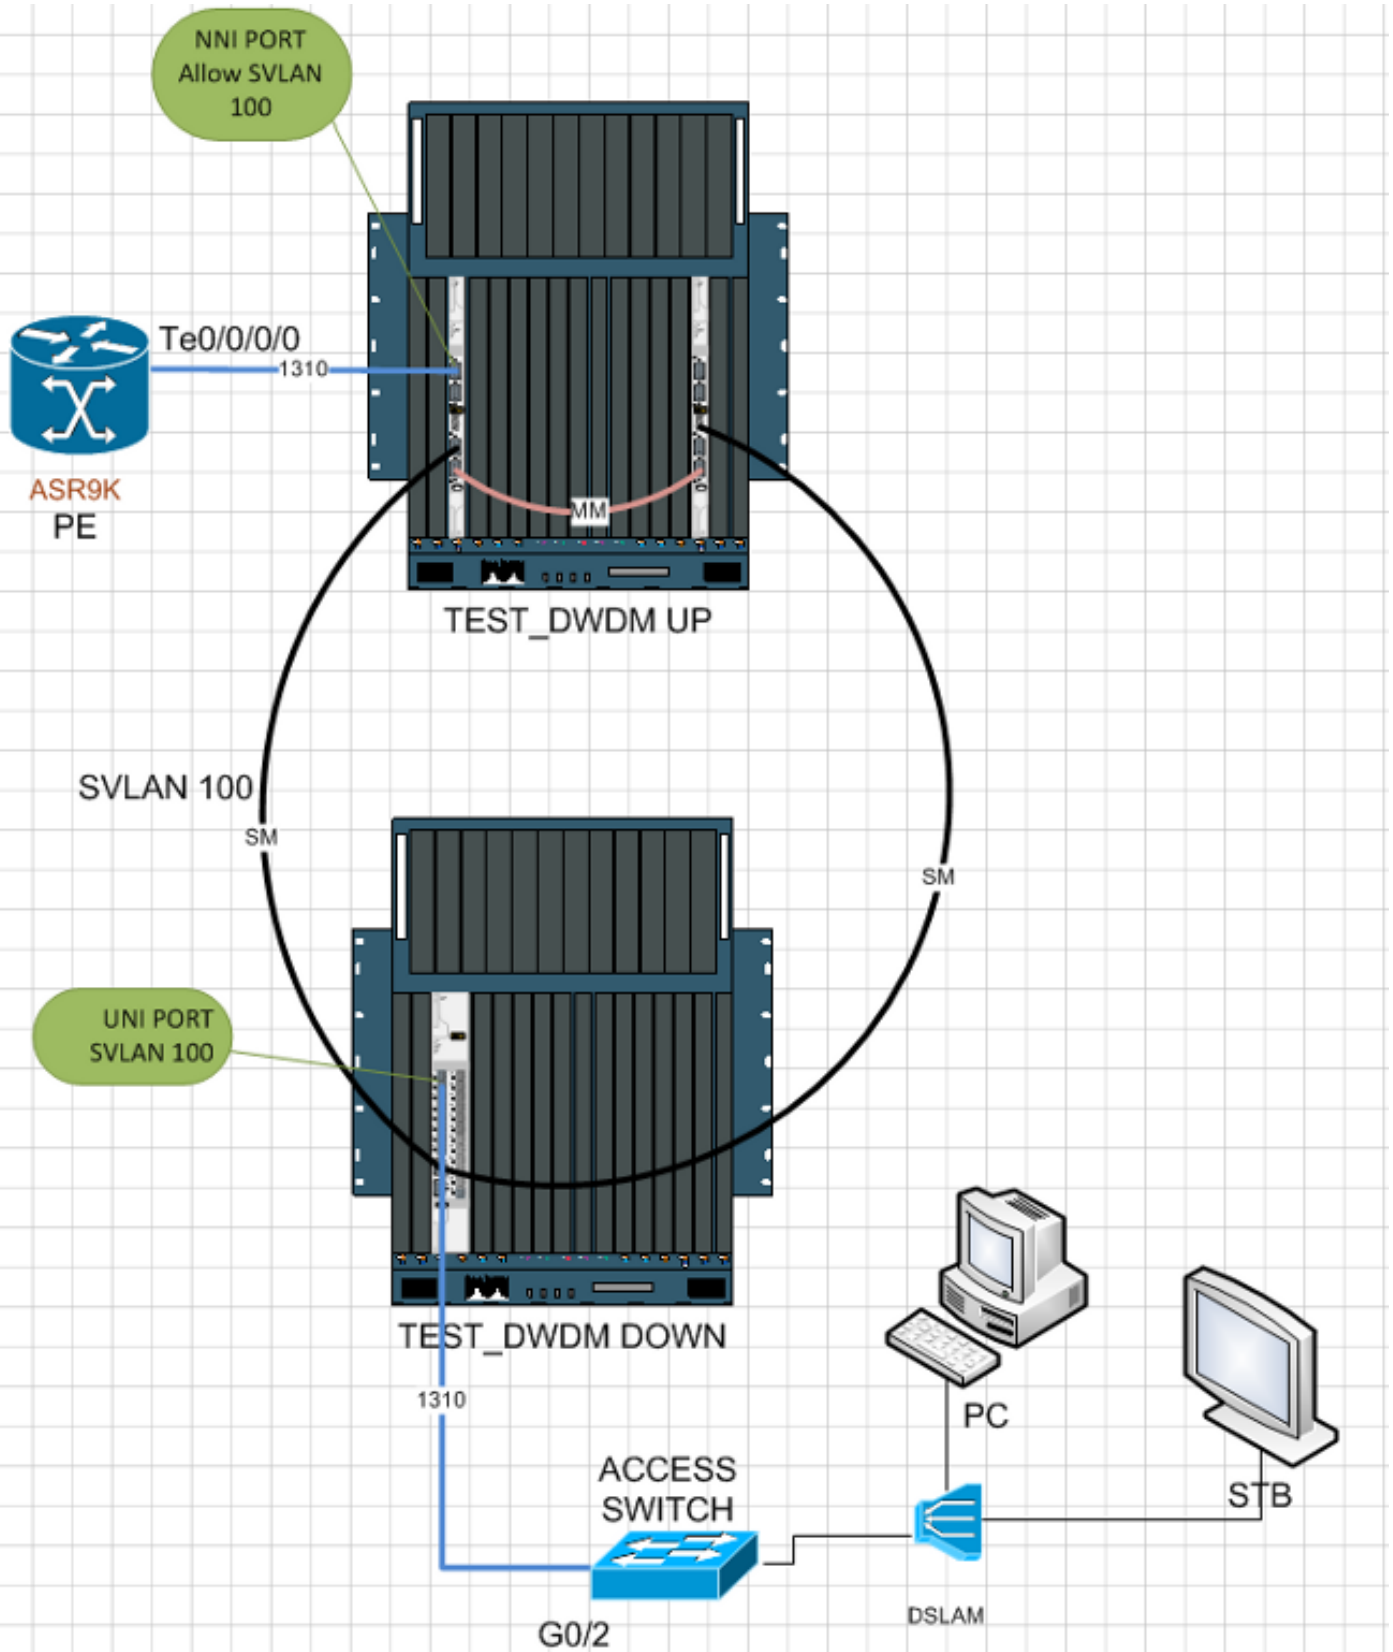 NNI PORT
Allow SVLAN
100
Te0/0/0/0
1310
ASR9K
PE
MM
TEST_DWDM UP
SVLAN 100
SM
SM
UNI PORT
SVLAN 100
TEST_DWDM DOWN
1310
PC
ACCESS
SWITCH
STB
DSLAM
G0/2